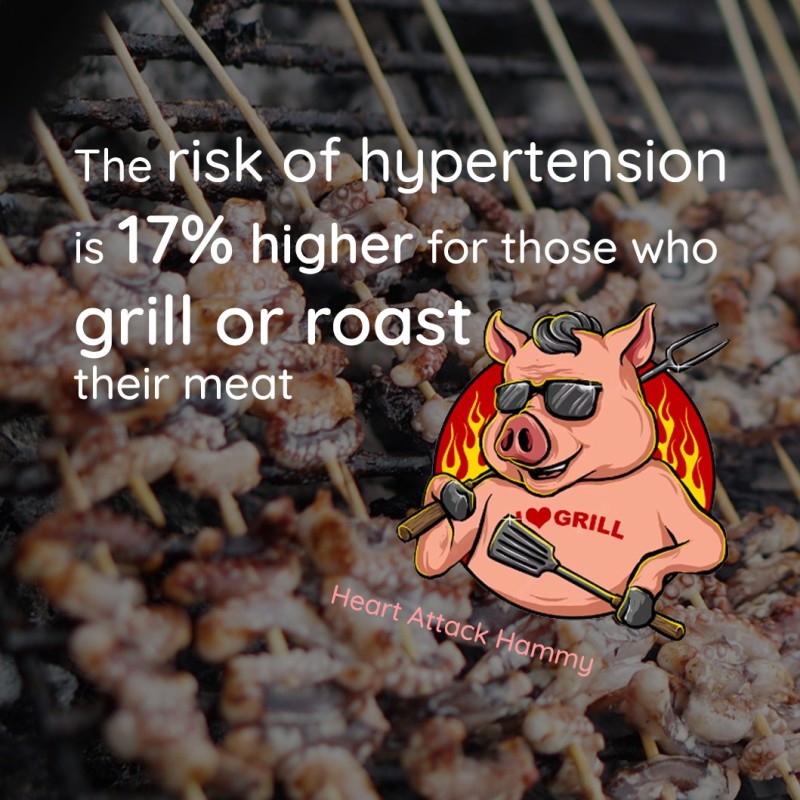 The risk of hypertension
is 17% higher for those who
grill or roast
their meat
I ❤ GRILL
Heart Attack Hammy